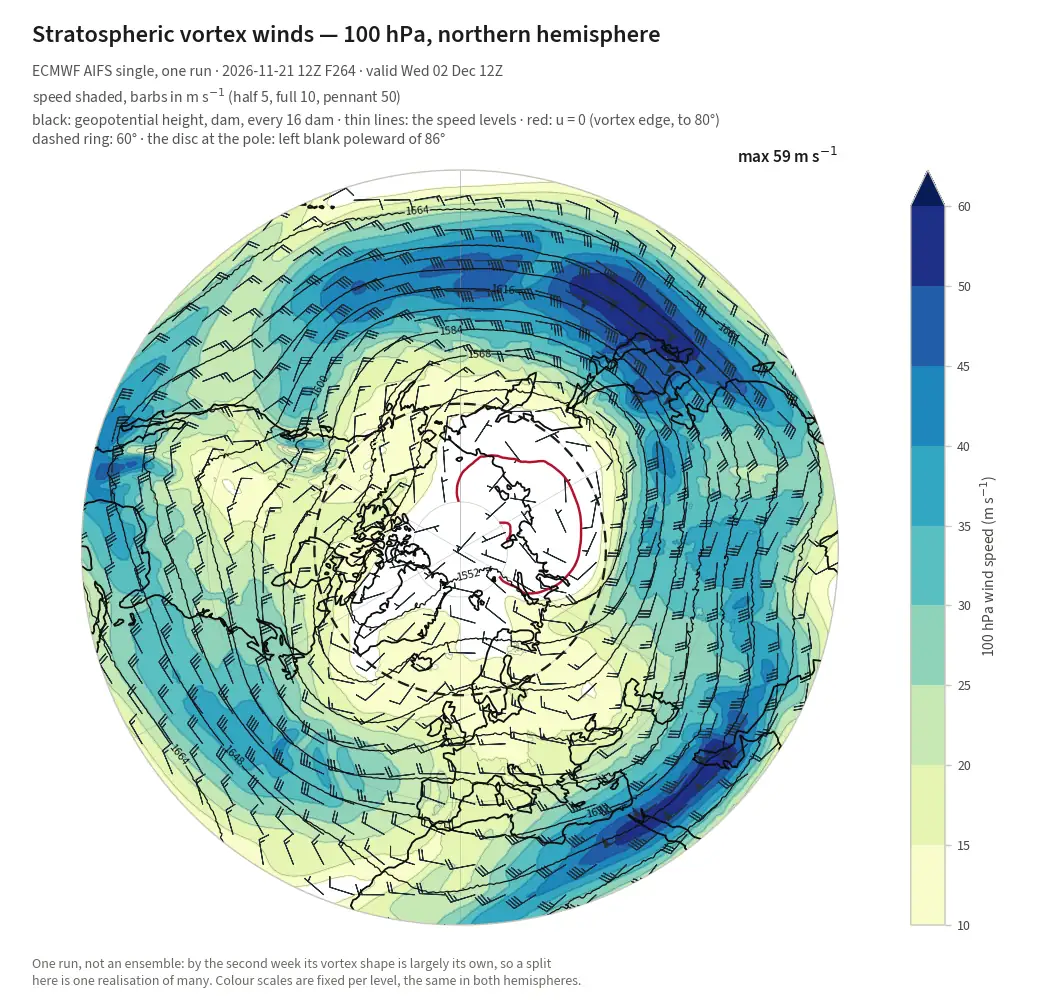 Stratospheric vortex winds — 100 hPa, northern hemisphere
ECMWF AIFS single, one run · 2026-11-21 12Z F264 · valid Wed 02 Dec 12Z
speed shaded, barbs in m s⁻¹ (half 5, full 10, pennant 50)
black: geopotential height, dam, every 16 dam · thin lines: the speed levels · red: u = 0 (vortex edge, to 80°)
dashed ring: 60° · the disc at the pole: left blank poleward of 86°
max 59 m s⁻¹
1664
1616
1584
1568
1552
1648
1664
60
50
45
40
35
30
25
20
15
10
100 hPa wind speed (m s⁻¹)
One run, not an ensemble: by the second week its vortex shape is largely its own, so a split
here is one realisation of many. Colour scales are fixed per level, the same in both hemispheres.